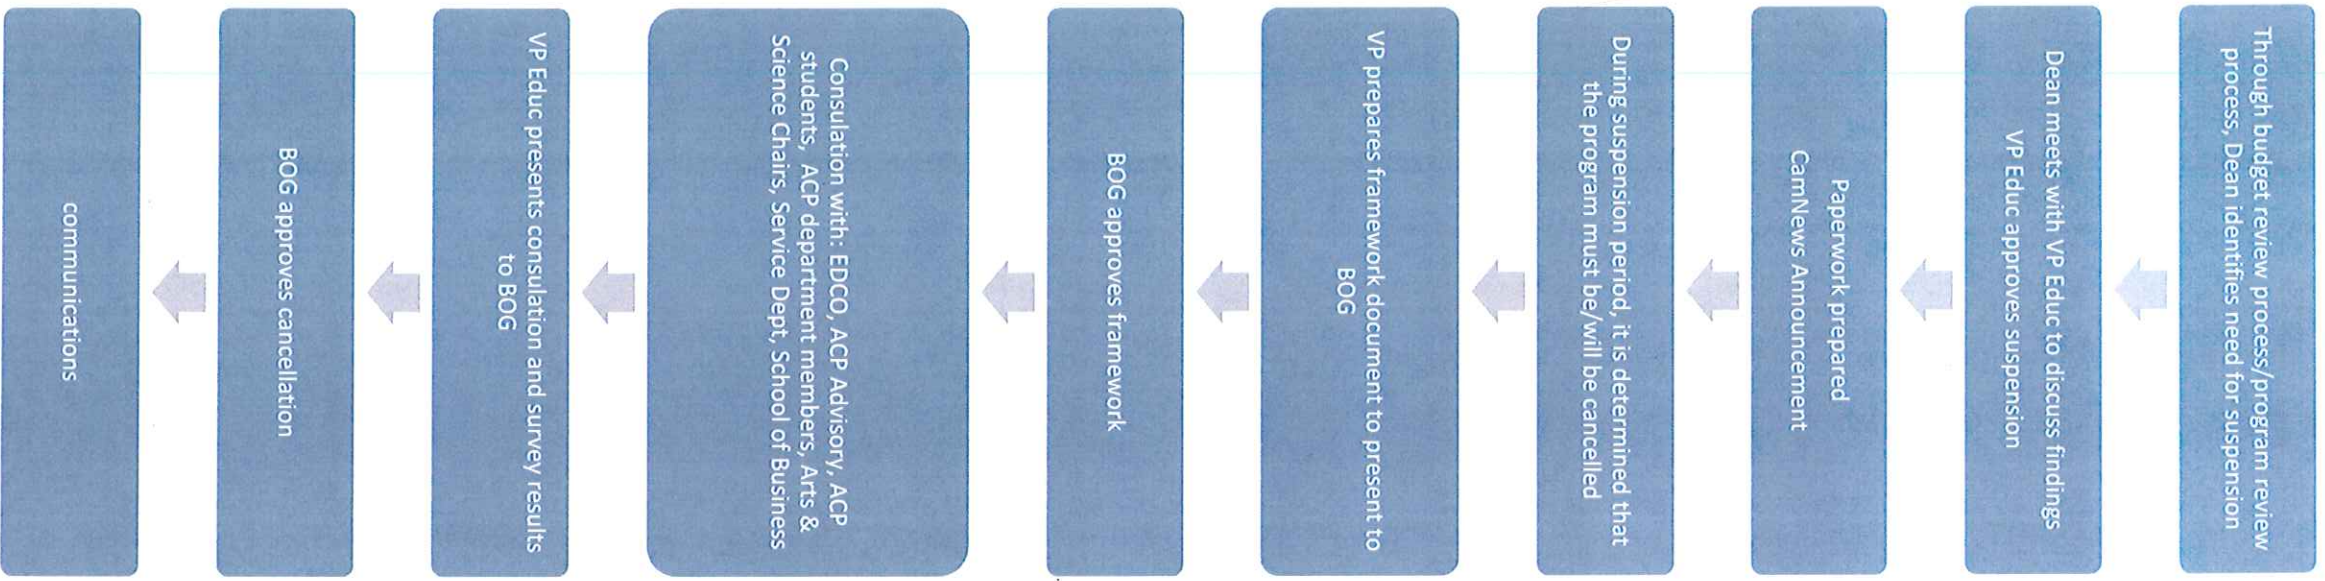 Through budget review process/program review
process, Dean identifies need for suspension
Dean meets with VP Educ to discuss findings
VP Educ approves suspension
Paperwork prepared
CamNews Announcement
During suspension period, it is determined that
the program must be/will be cancelled
VP prepares framework document to present to
BOG
BOG approves framework
Consulation with: EDCO, ACP Advisory, ACP
students, ACP department members, Arts &
Science Chairs, Service Dept, School of Business
VP Educ presents consulation and survey results
to BOG
BOG approves cancellation
communications